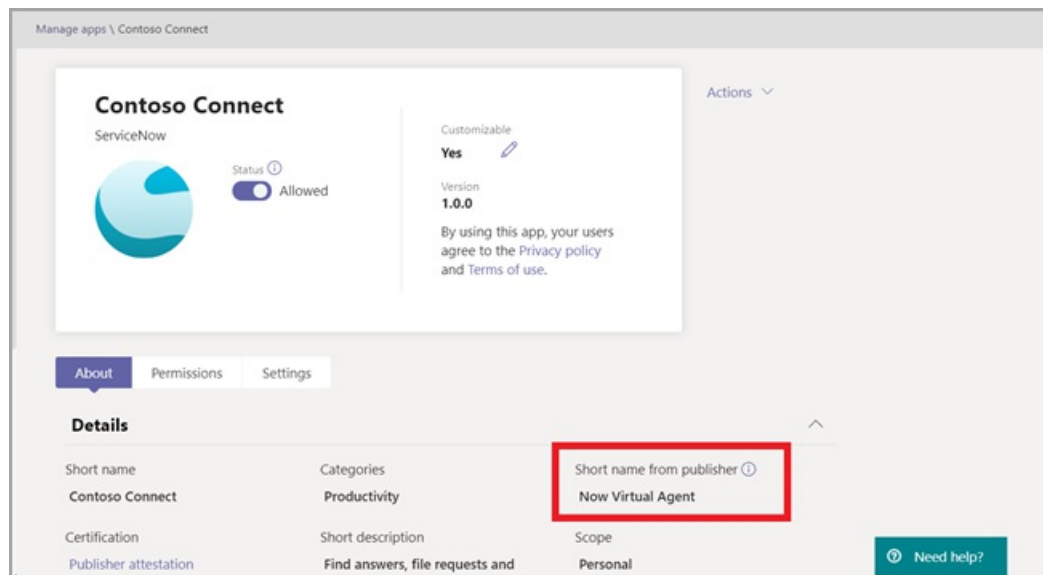 Manage apps \ Contoso Connect
Actions
Contoso Connect
ServiceNow
Status
Allowed
Customizable
Yes
Version
1.0.0
By using this app, your users
agree to the Privacy policy
and Terms of use.
About
Permissions
Settings
Details
Short name
Contoso Connect
Categories
Productivity
Short name from publisher
Now Virtual Agent
Certification
Publisher attestation
Short description
Find answers, file requests and
Scope
Personal
Need help?